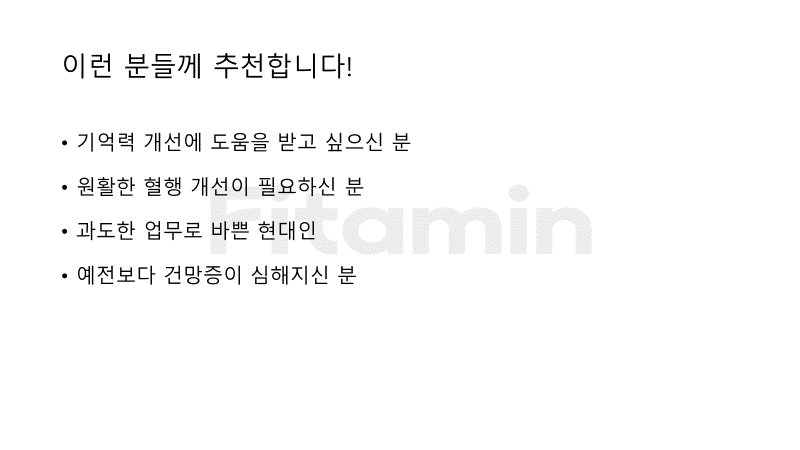 이런 분들께 추천합니다!
• 기억력 개선에 도움을 받고 싶으신 분
• 원활한 혈행 개선이 필요하신 분
• 과도한 업무로 바쁜 현대인
• 예전보다 건망증이 심해지신 분
Fitamin